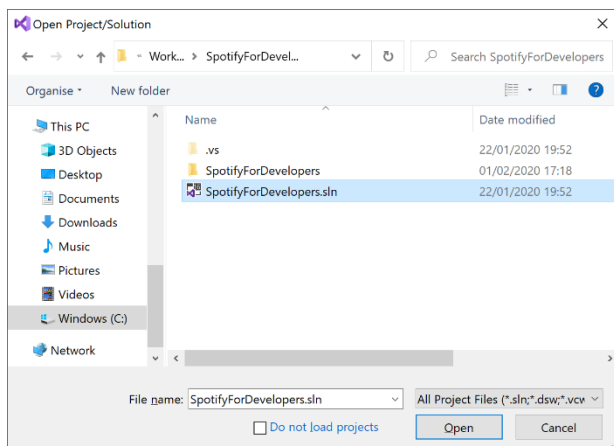 Open Project/Solution
Work... > SpotifyForDevel...
Search SpotifyForDevelopers
Organise
New folder
This PC
3D Objects
Desktop
Documents
Downloads
Music
Pictures
Videos
Windows (C:)
Network
Name Date modified
.vs 22/01/2020 19:52
SpotifyForDevelopers 01/02/2020 17:18
SpotifyForDevelopers.sln 22/01/2020 19:52
File name: SpotifyForDevelopers.sln
All Project Files (*.sln;*.dsw;*.vcw
Do not load projects
Open
Cancel